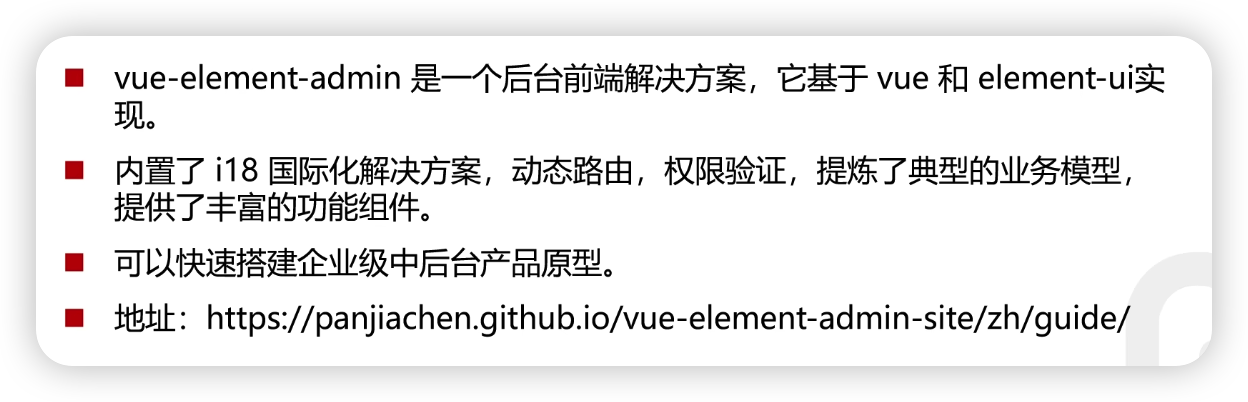 vue-element-admin 是一个后台前端解决方案，它基于 vue 和 element-ui实
现。
内置了 i18 国际化解决方案，动态路由，权限验证，提炼了典型的业务模型，
提供了丰富的功能组件。
可以快速搭建企业级中后台产品原型。
地址：https://panjiachen.github.io/vue-element-admin-site/zh/guide/